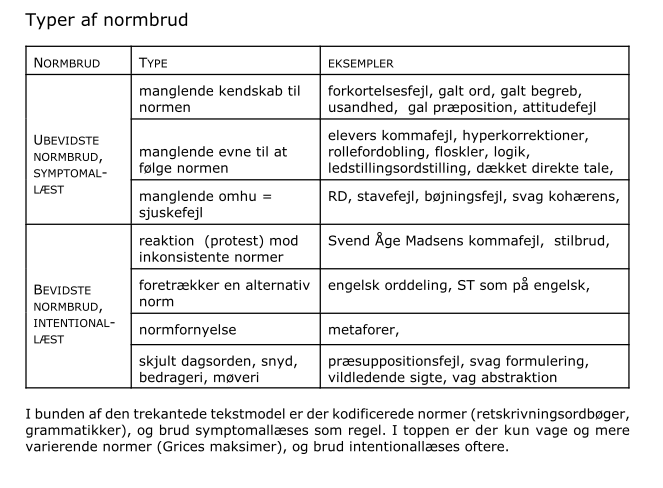 Typer af normbrud
NORMBRUD TYPE EKSEMPLER
UBEVIDSTE
NORMBRUD,
SYMPTOMAL-
LÆST
manglende kendskab til
normen
forkortelsesfejl, galt ord, galt begreb,
usandhed, gal præposition, attitudefejl
manglende evne til at
følge normen
elevers kommafejl, hyperkorrektioner,
rollefordobling, floskler, logik,
ledstillingsordstilling, dækket direkte tale,
manglende omhu =
sjuskefejl
RD, stavefejl, bøjningsfejl, svag kohærens,
BEVIDSTE
NORMBRUD,
INTENTIONAL-
LÆST
reaktion (protest) mod
inkonsistente normer
Svend Åge Madsens kommafejl, stilbrud,
foretrækker en alternativ
norm
engelsk orddeling, ST som på engelsk,
normfornyelse
metaforer,
skjult dagsorden, snyd,
bedrageri, møveri
præsuppositionsfejl, svag formulering,
vildledende sigte, vag abstraktion
I bunden af den trekantede tekstmodel er der kodificerede normer (retskrivningsordbøger,
grammatikker), og brud symptomallæses som regel. I toppen er der kun vage og mere
varierende normer (Grices maksimer), og brud intentionallæses oftere.